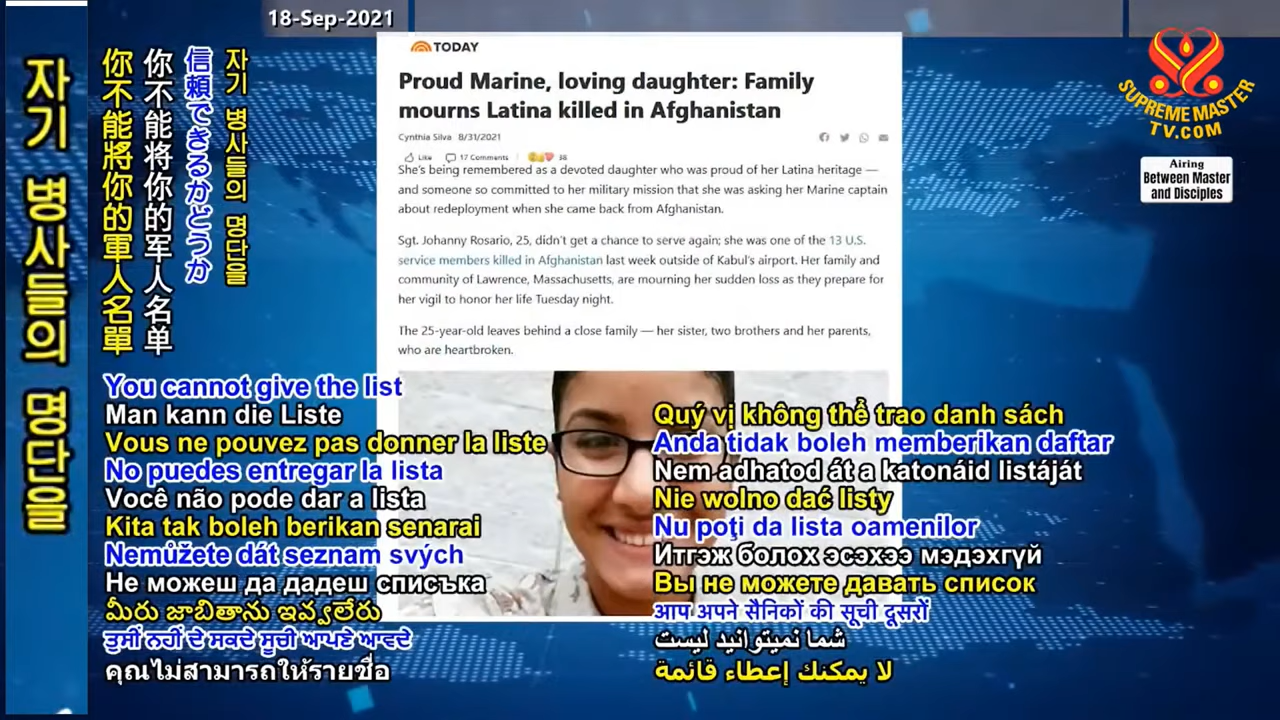 18-Sep-2021
자기 병사들의 명단을
你不能將你的軍人名單
你不能将你的军人名单
信頼できるかどうか
자기 병사들의 명단을
TODAY
Proud Marine, loving daughter: Family
mourns Latina killed in Afghanistan
Cynthia Silva 8/31/2021
Like 17 Comments 38
She's being remembered as a devoted daughter who was proud of her Latina heritage —
and someone so committed to her military mission that she was asking her Marine captain
about redeployment when she came back from Afghanistan.
Sgt. Johanny Rosario, 25, didn't get a chance to serve again; she was one of the 13 U.S.
service members killed in Afghanistan last week outside of Kabul's airport. Her family and
community of Lawrence, Massachusetts, are mourning her sudden loss as they prepare for
her vigil to honor her life Tuesday night.
The 25-year-old leaves behind a close family — her sister, two brothers and her parents,
who are heartbroken.
SUPREME MASTER
TV.COM
Airing
Between Master
and Disciples
You cannot give the list
Man kann die Liste
Vous ne pouvez pas donner la liste
No puedes entregar la lista
Você não pode dar a lista
Kita tak boleh berikan senarai
Nemůžete dát seznam svých
Не можеш да дадеш списъка
మీరు జాబితాను ఇవ్వలేరు
ਤੁਸੀਂ ਨਹੀਂ ਦੇ ਸਕਦੇ ਸੂਚੀ ਆਪਣੇ ਆਵਦੇ
คุณไม่สามารถให้รายชื่อ
Quý vị không thể trao danh sách
Anda tidak boleh memberikan daftar
Nem adhatod át a katonáid listáját
Nie wolno dać listy
Nu poţi da lista oamenilor
Итгэж болох эсэхээ мэдэхгүй
Вы не можете давать список
आप अपने सैनिकों की सूची दूसरों
شما نمیتوانید لیست
لا يمكنك إعطاء قائمة